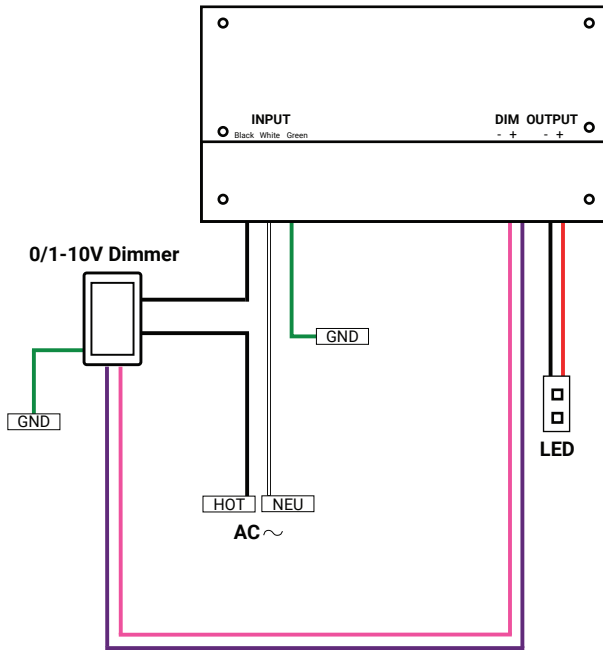 INPUT
DIM OUTPUT
Black White Green
- + - +
0/1-10V Dimmer
GND
GND
LED
HOT
NEU
AC ~